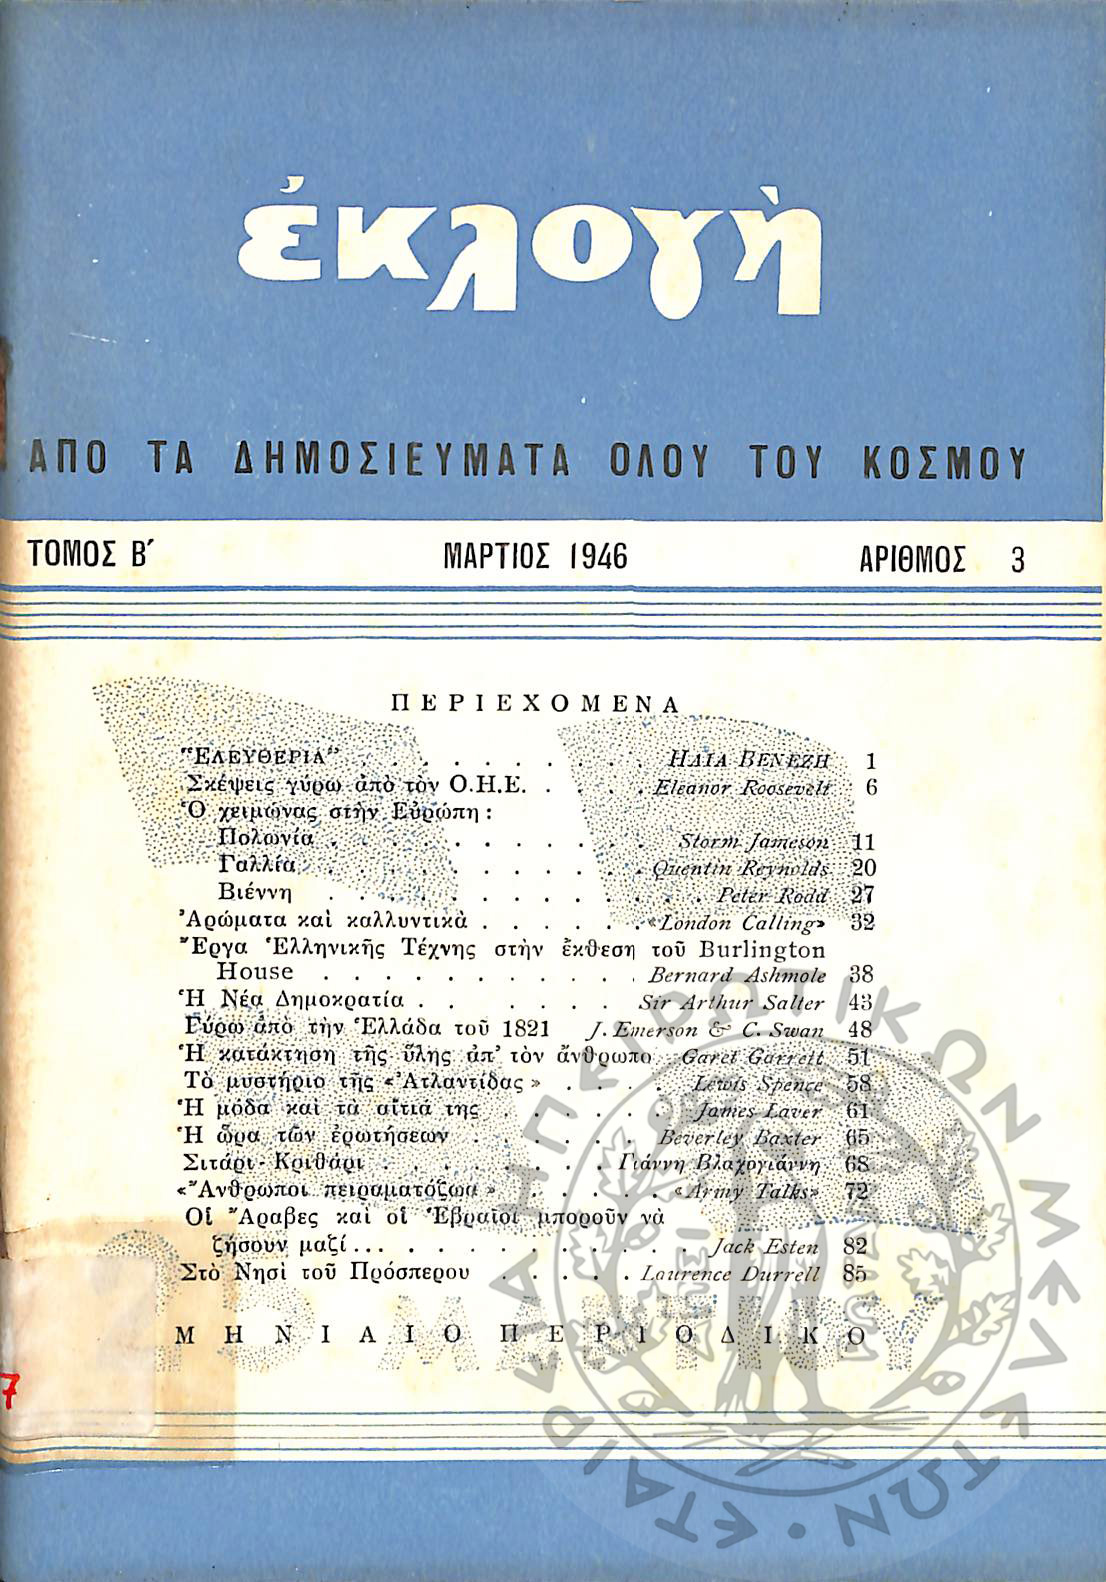 ἐκλογὴ
ΑΠΟ ΤΑ ΔΗΜΟΣΙΕΥΜΑΤΑ ΟΛΟΥ ΤΟΥ ΚΟΣΜΟΥ
ΤΟΜΟΣ Β΄ ΜΑΡΤΙΟΣ 1946 ΑΡΙΘΜΟΣ 3
ΠΕΡΙΕΧΟΜΕΝΑ
"ΕΛΕΥΘΕΡΙΑ" . . . . . . . . . . ΗΛΙΑ ΒΕΝΕΖΗ 1
Σκέψεις γύρω ἀπὸ τὸν Ο.Η.Ε. . . . . Eleanor Roosevelt 6
Ὁ χειμώνας στὴν Εὐρώπη :
Πολωνία . . . . . . . . . . . Storm Jameson 11
Γαλλία . . . . . . . . . . . Quentin Reynolds 20
Βιέννη . . . . . . . . . . . . Peter Rodd 27
Ἀρώματα καὶ καλλυντικὰ . . . . . . «London Calling» 32
Ἔργα Ἑλληνικῆς Τέχνης στὴν ἔκθεση τοῦ Burlington
House . . . . . . . . . . . Bernard Ashmole 38
Ἡ Νέα Δημοκρατία . . . . . . Sir Arthur Salter 43
Γύρω ἀπὸ τὴν Ἑλλάδα τοῦ 1821 J. Emerson & C. Swan 48
Ἡ κατάκτηση τῆς ὕλης ἀπ' τὸν ἄνθρωπο Garet Garrett 51
Τὸ μυστήριο τῆς «Ἀτλαντίδας» . . . . Lewis Spence 58
Ἡ μόδα καὶ τὰ αἴτιά της . . . . . . James Laver 61
Ἡ ὥρα τῶν ἐρωτήσεων . . . . . . Beverley Baxter 65
Σιτάρι - Κριθάρι . . . . . . . . Γιάννη Βλαχογιάννη 68
«Ἄνθρωποι πειραματόζωα» . . . . . «Army Talks» 72
Οἱ Ἄραβες καὶ οἱ Ἑβραῖοι μποροῦν νὰ
ζήσουν μαζί... . . . . . . . . . . Jack Esten 82
Στὸ Νησὶ τοῦ Πρόσπερου . . . . . Laurence Durrell 85
ΜΗΝΙΑΙΟ ΠΕΡΙΟΔΙΚΟ
7
ΕΤΑΙΡΕΙΑ ΗΠΕΙΡΩΤΙΚΩΝ ΜΕΛΕΤΩΝ